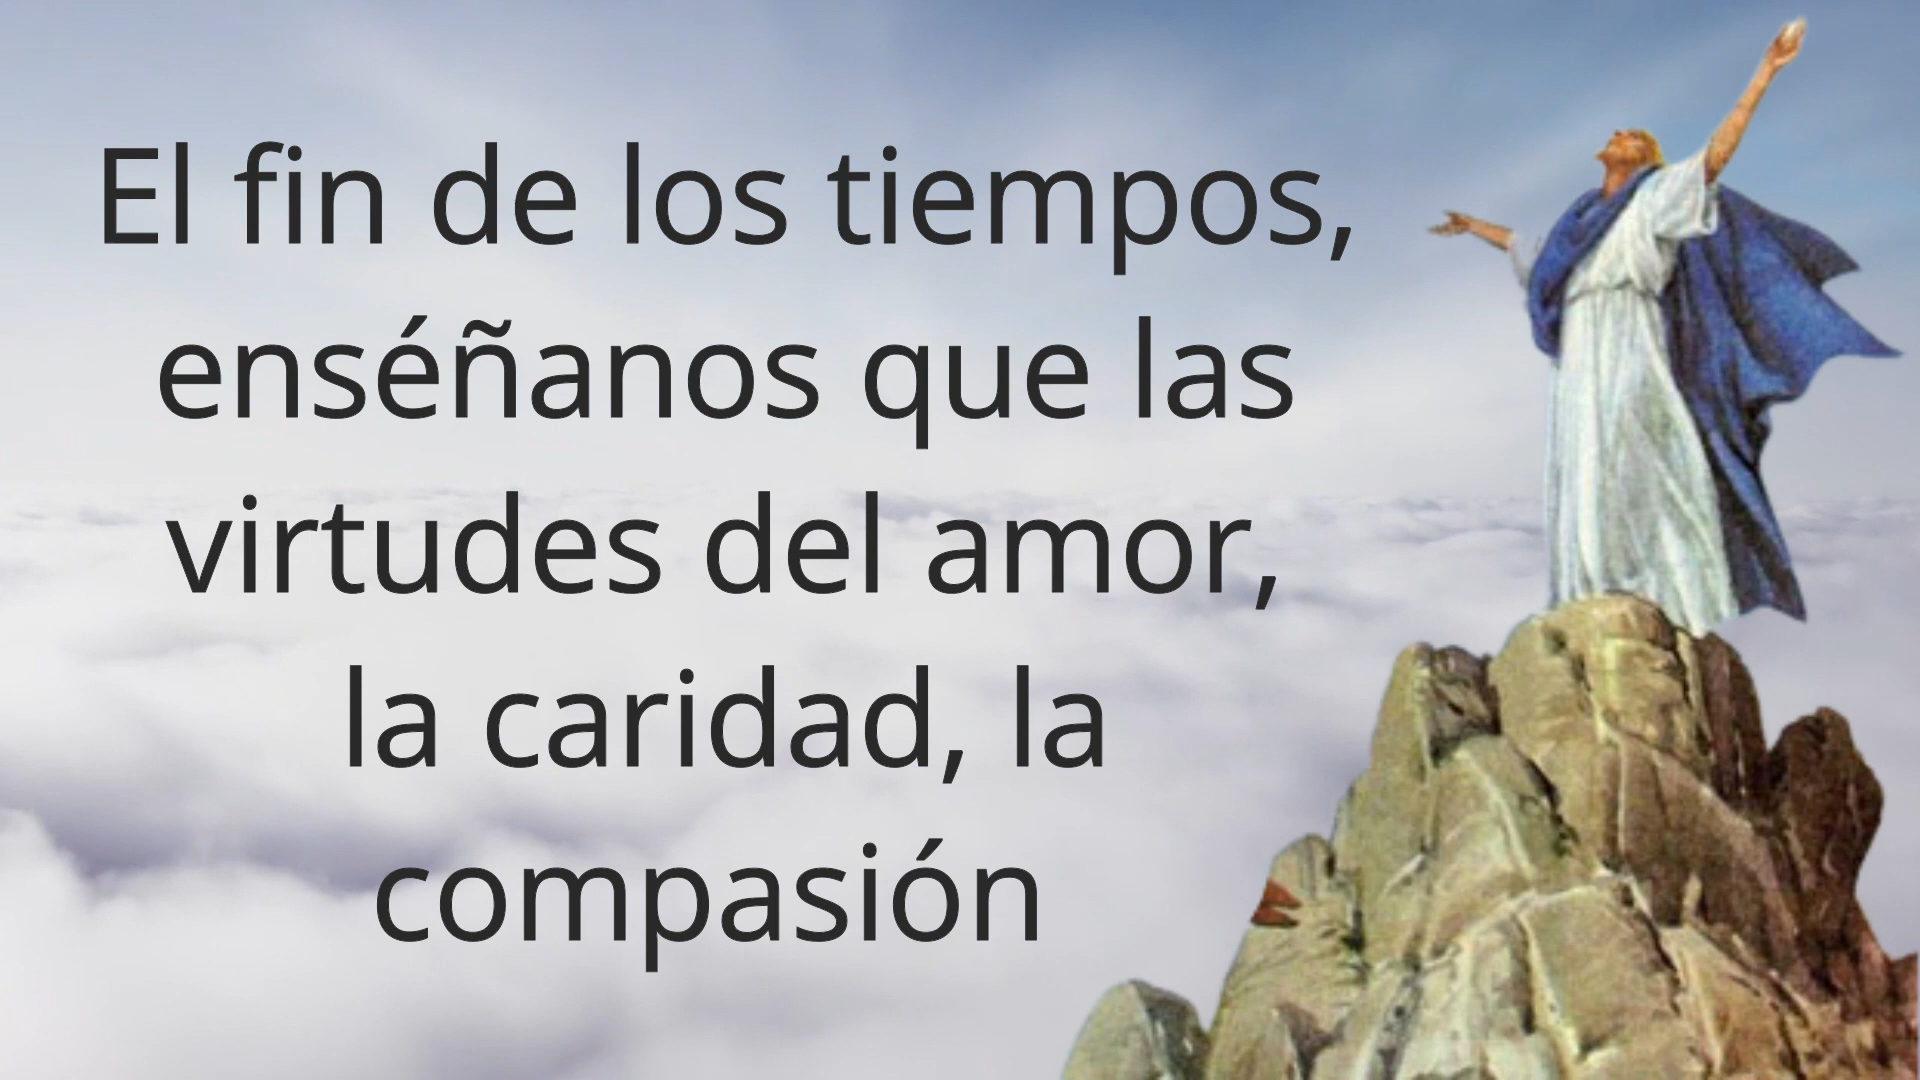 El fin de los tiempos,
enséñanos que las
virtudes del amor,
la caridad, la
compasión